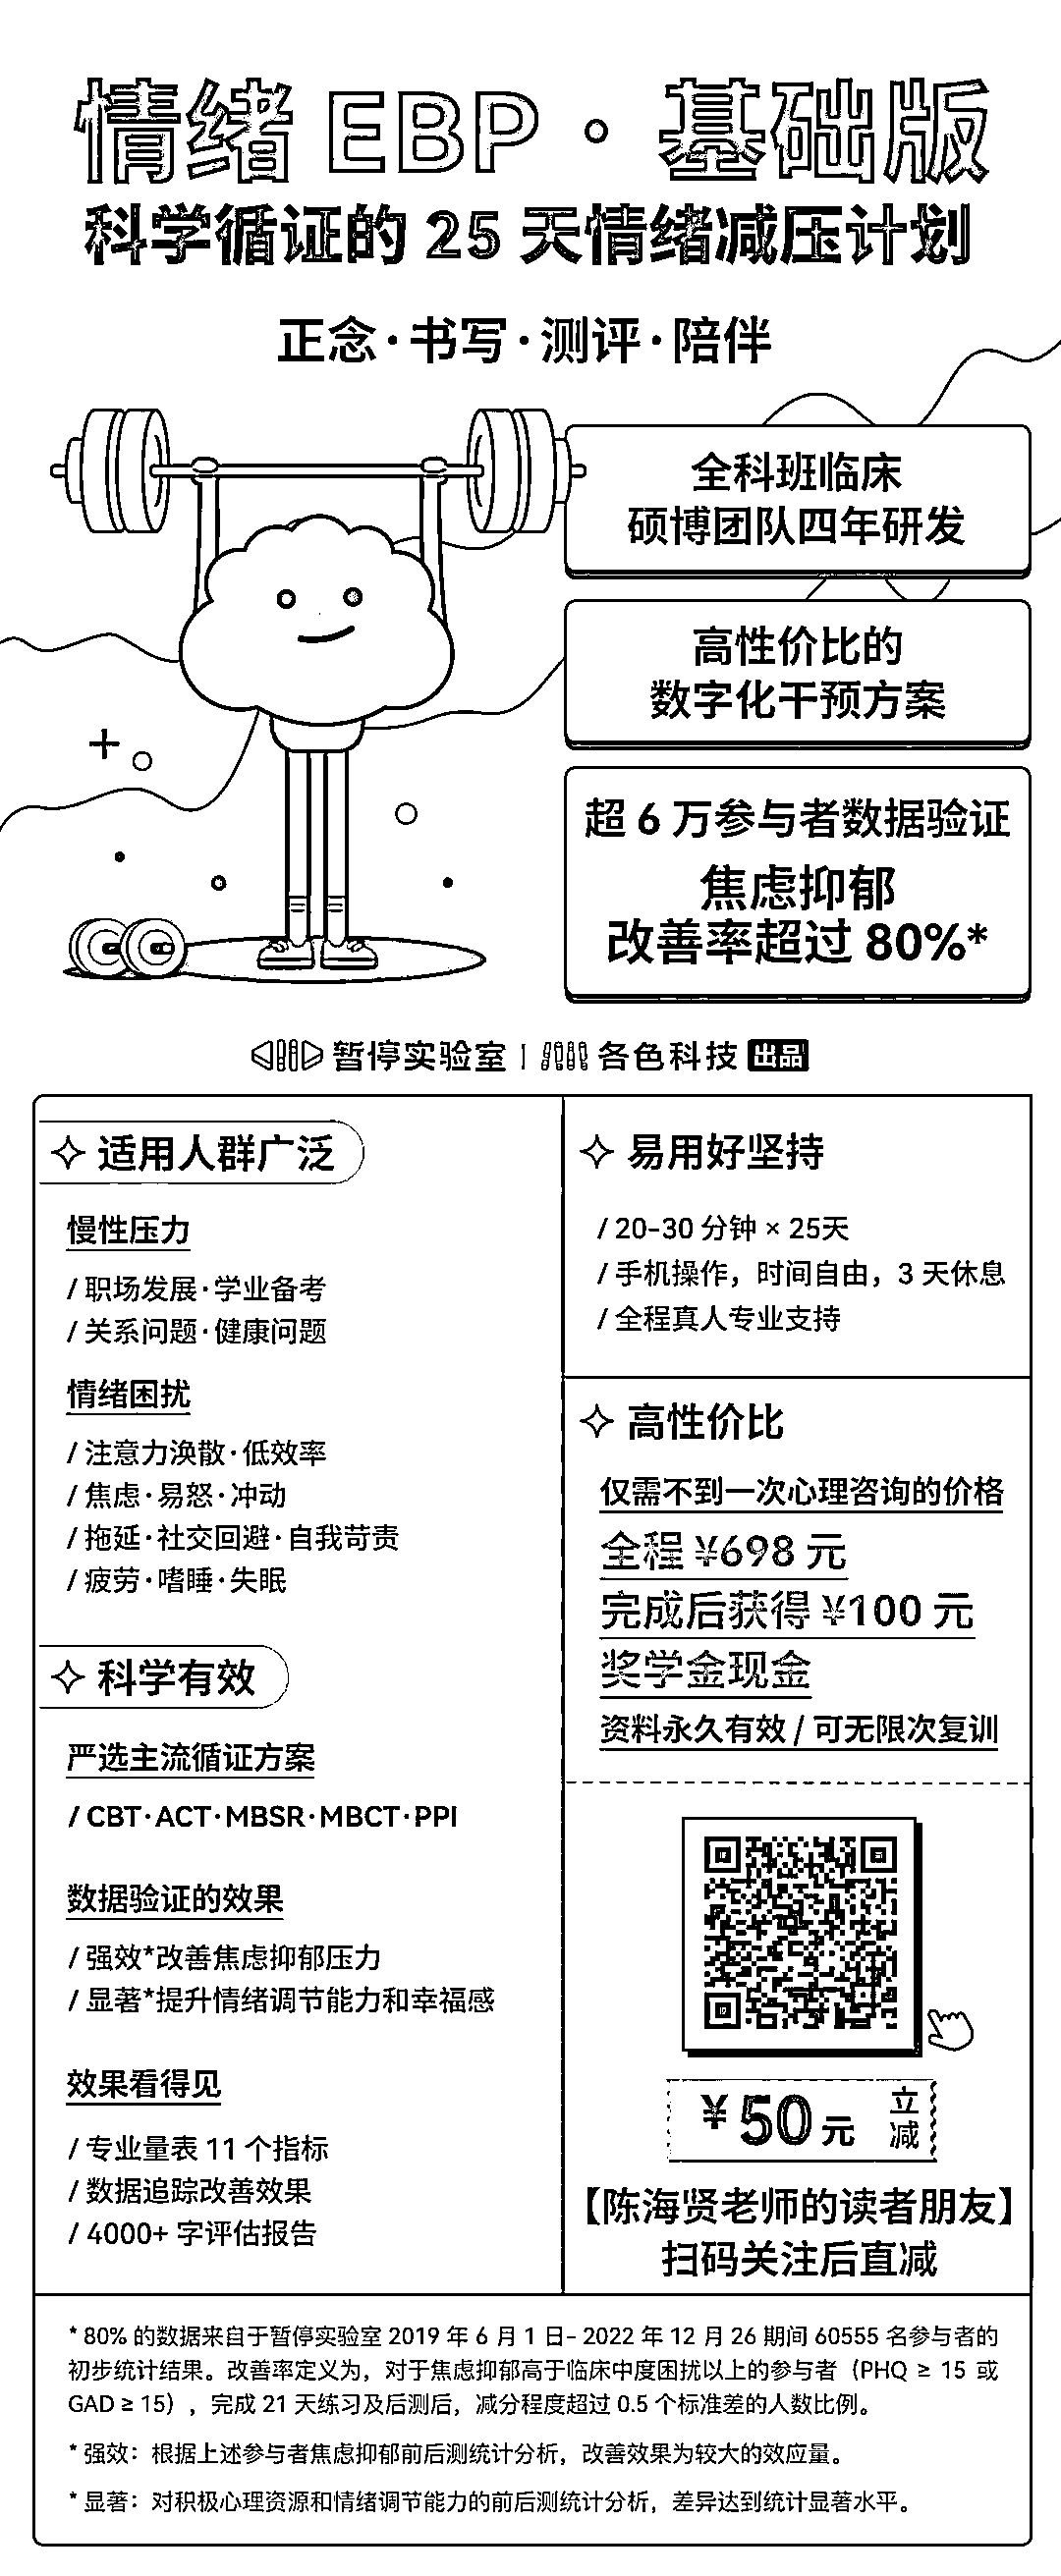 情绪 EBP · 基础版
科学循证的 25 天情绪减压计划
正念·书写·测评·陪伴
全科班临床
硕博团队四年研发
高性价比的
数字化干预方案
超 6 万参与者数据验证
焦虑抑郁
改善率超过 80%*
暂停实验室 | 各色科技 出品
适用人群广泛
慢性压力
/ 职场发展·学业备考
/ 关系问题·健康问题
情绪困扰
/ 注意力涣散·低效率
/ 焦虑·易怒·冲动
/ 拖延·社交回避·自我苛责
/ 疲劳·嗜睡·失眠
科学有效
严选主流循证方案
/ CBT·ACT·MBSR·MBCT·PPI
数据验证的效果
/ 强效*改善焦虑抑郁压力
/ 显著*提升情绪调节能力和幸福感
效果看得见
/ 专业量表 11 个指标
/ 数据追踪改善效果
/ 4000+ 字评估报告
易用好坚持
/ 20-30 分钟 × 25天
/ 手机操作，时间自由，3 天休息
/ 全程真人专业支持
高性价比
仅需不到一次心理咨询的价格
全程 ¥698 元
完成后获得 ¥100 元
奖学金现金
资料永久有效 / 可无限次复训
¥50元 立减
【陈海贤老师的读者朋友】
扫码关注后直减
* 80% 的数据来自于暂停实验室 2019 年 6 月 1 日- 2022 年 12 月 26 期间 60555 名参与者的
初步统计结果。改善率定义为，对于焦虑抑郁高于临床中度困扰以上的参与者（PHQ ≥ 15 或
GAD ≥ 15），完成 21 天练习及后测后，减分程度超过 0.5 个标准差的人数比例。
* 强效：根据上述参与者焦虑抑郁前后测统计分析，改善效果为较大的效应量。
* 显著：对积极心理资源和情绪调节能力的前后测统计分析，差异达到统计显著水平。